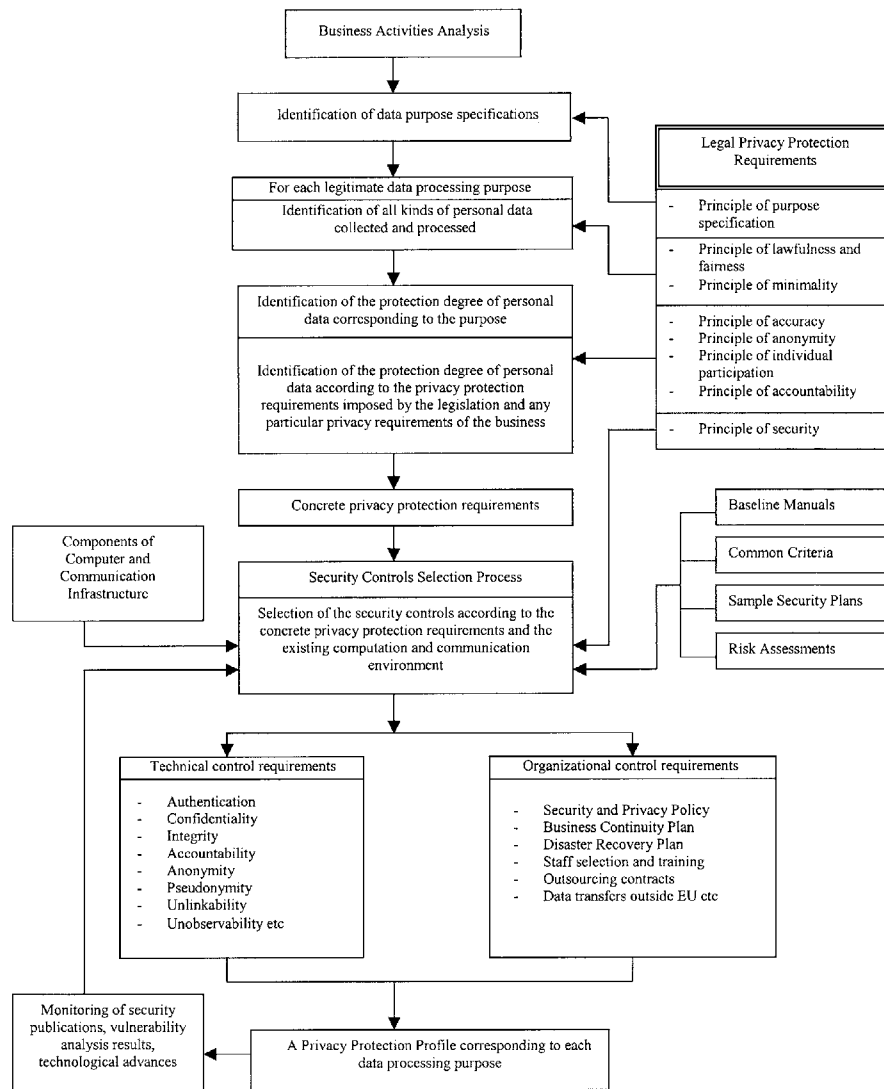 Business Activities Analysis
Identification of data purpose specifications
Legal Privacy Protection
Requirements
For each legitimate data processing purpose
Identification of all kinds of personal data
collected and processed
- Principle of purpose
specification
- Principle of lawfulness and
fairness
- Principle of minimality
Identification of the protection degree of personal
data corresponding to the purpose
- Principle of accuracy
- Principle of anonymity
- Principle of individual
participation
- Principle of accountability
Identification of the protection degree of personal
data according to the privacy protection
requirements imposed by the legislation and any
particular privacy requirements of the business
- Principle of security
Concrete privacy protection requirements
Baseline Manuals
Common Criteria
Sample Security Plans
Risk Assessments
Components of
Computer and
Communication
Infrastructure
Security Controls Selection Process
Selection of the security controls according to the
concrete privacy protection requirements and the
existing computation and communication
environment
Technical control requirements
- Authentication
- Confidentiality
- Integrity
- Accountability
- Anonymity
- Pseudonymity
- Unlinkability
- Unobservability etc
Organizational control requirements
- Security and Privacy Policy
- Business Continuity Plan
- Disaster Recovery Plan
- Staff selection and training
- Outsourcing contracts
- Data transfers outside EU etc
Monitoring of security
publications, vulnerability
analysis results,
technological advances
A Privacy Protection Profile corresponding to each
data processing purpose